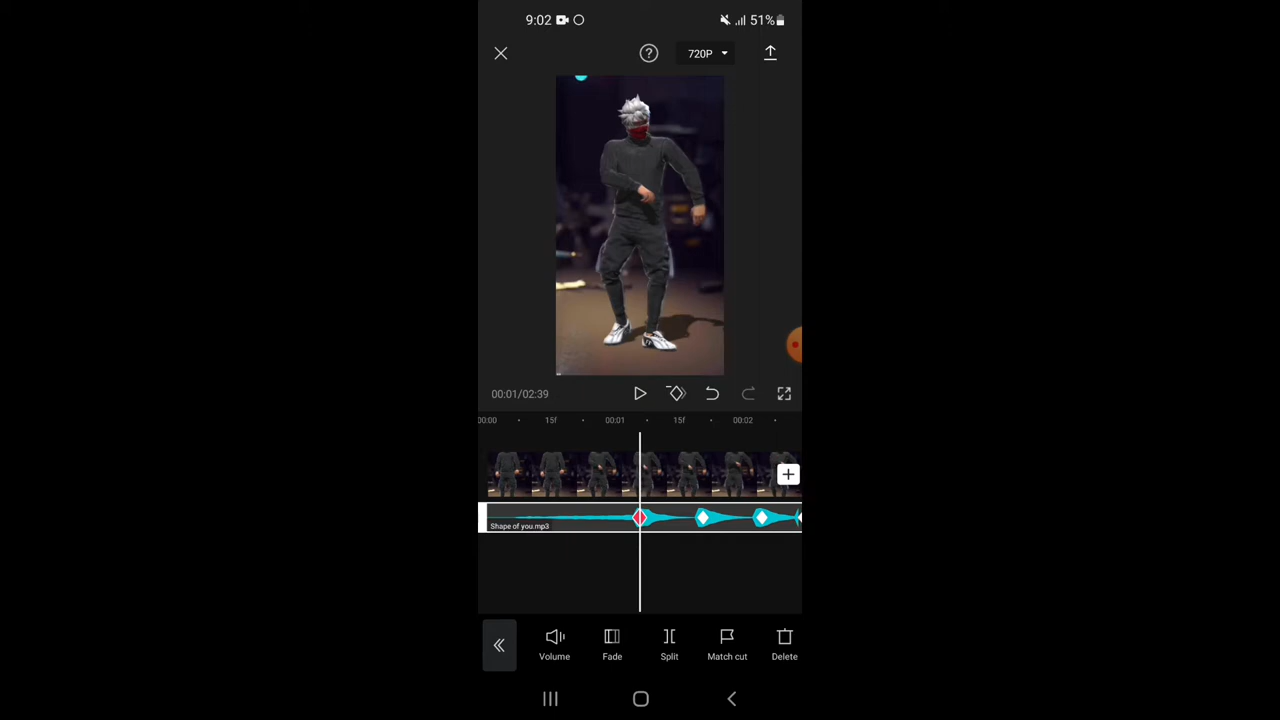 9:02 51%
720P
00:01/02:39
00:00 15f 00:01 15f 00:02
Shape of you.mp3
Volume Fade Split Match cut Delete